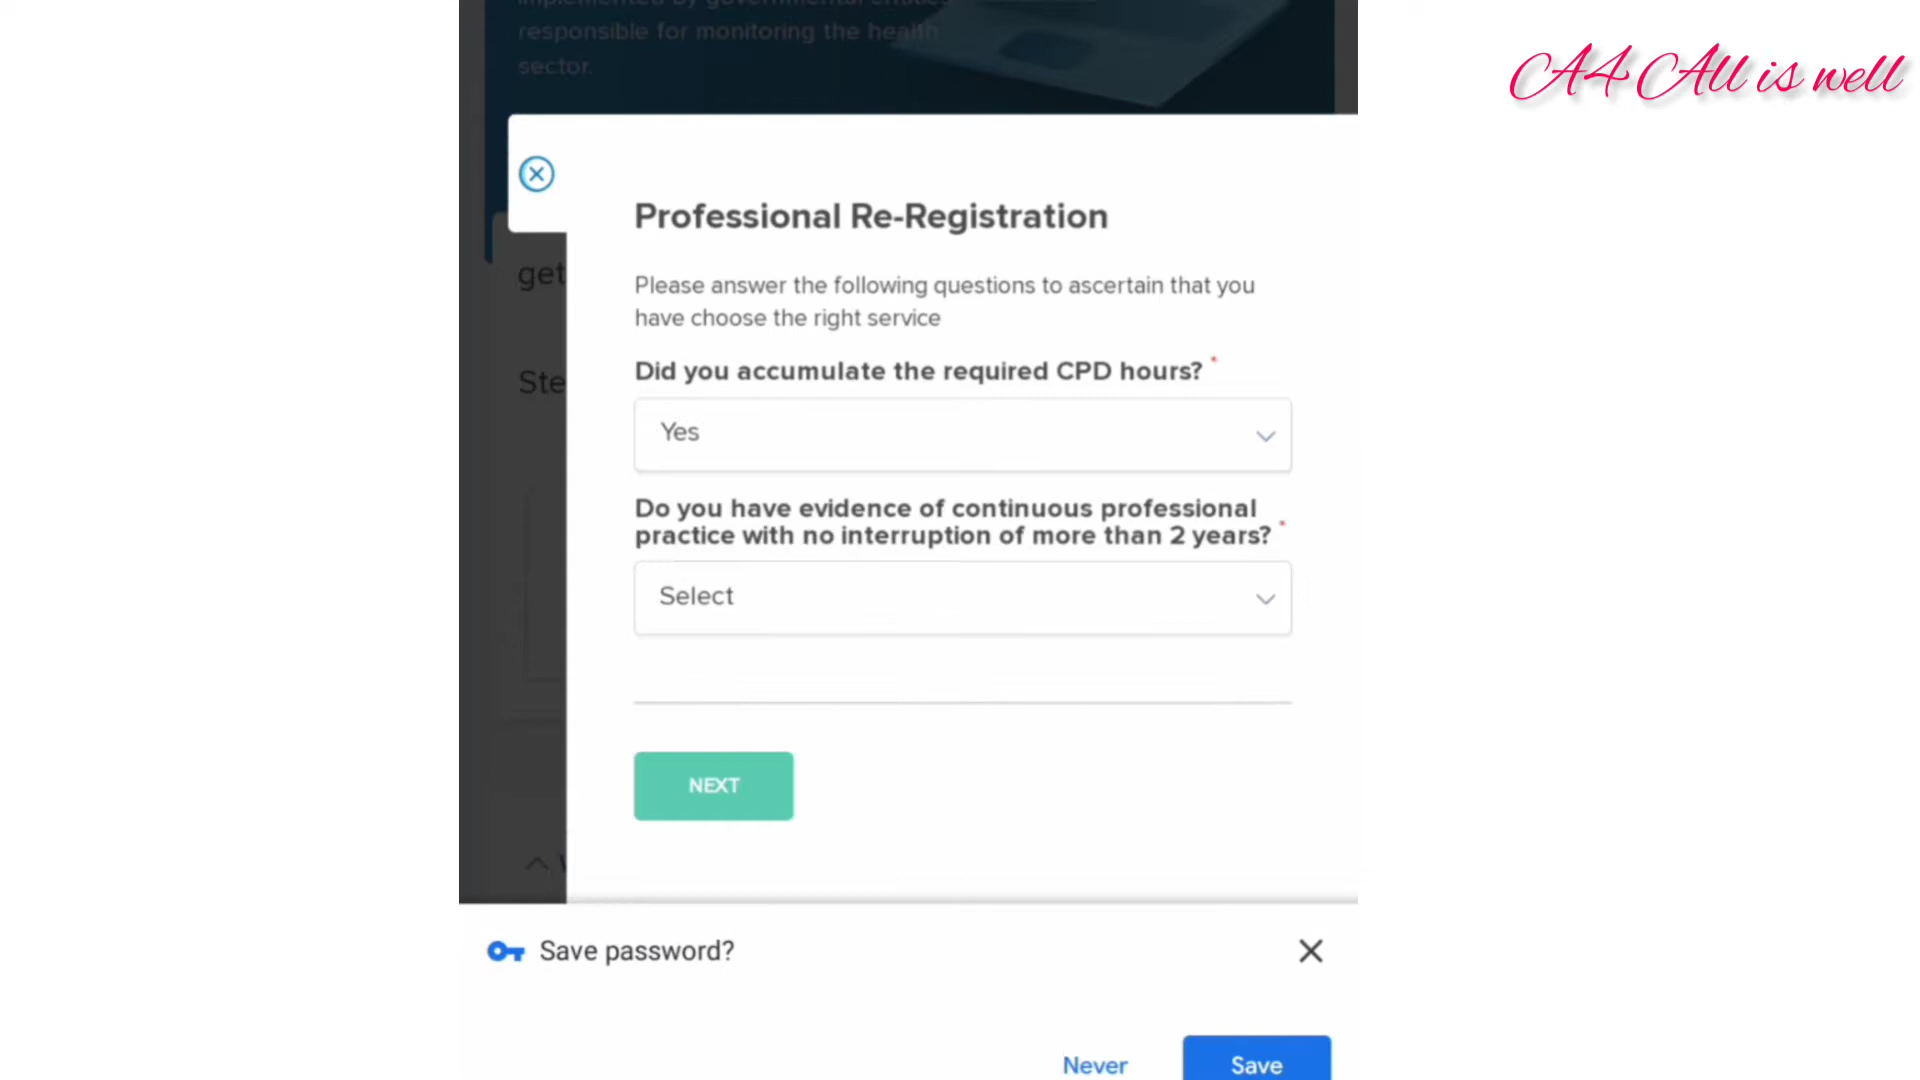 responsible for monitoring the health
sector.
A4 All is well
Professional Re-Registration
Please answer the following questions to ascertain that you
have choose the right service
get
Did you accumulate the required CPD hours? *
Ste
Yes
Do you have evidence of continuous professional
practice with no interruption of more than 2 years? *
Select
NEXT
Save password?
Never
Save